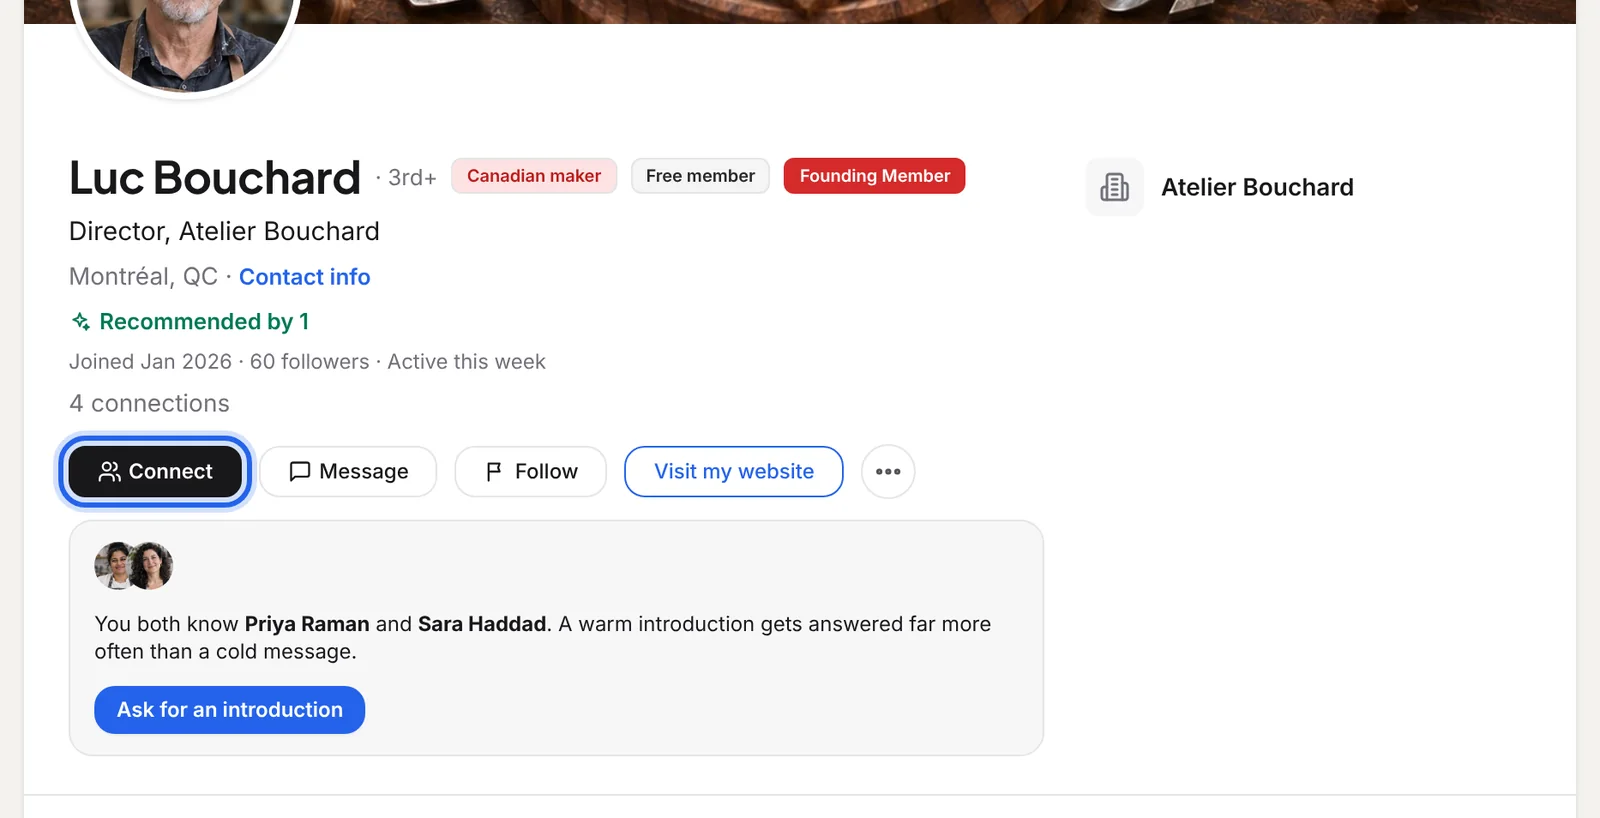 Luc Bouchard · 3rd+ Canadian maker Free member Founding Member
Director, Atelier Bouchard
Montréal, QC · Contact info
Recommended by 1
Joined Jan 2026 · 60 followers · Active this week
4 connections
Connect Message Follow Visit my website
You both know Priya Raman and Sara Haddad. A warm introduction gets answered far more
often than a cold message.
Ask for an introduction
Atelier Bouchard